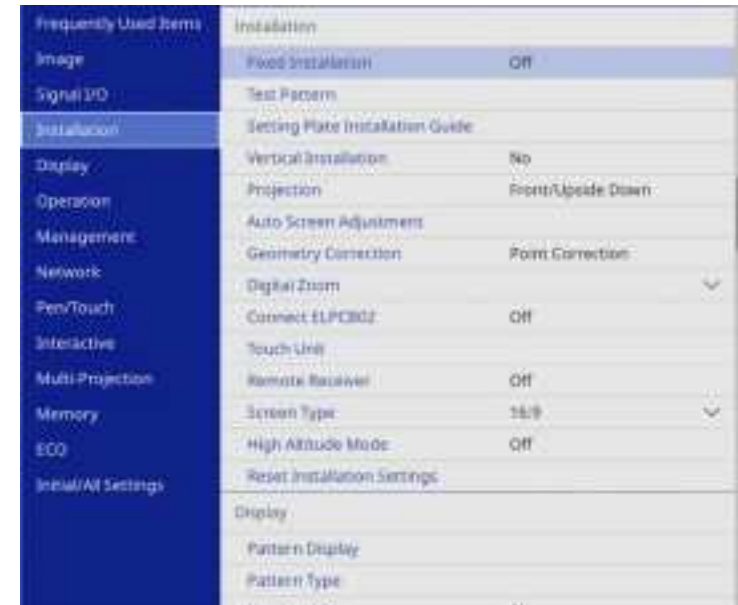 Frequently Used Items
Image
Signal I/O
Installation
Display
Operation
Management
Network
Pen/Touch
Interactive
Multi-Projection
Memory
ECO
Initial/All Settings
Installation
Fixed Installation Off
Test Pattern
Setting Plate Installation Guide
Vertical Installation No
Projection Front/Upside Down
Auto Screen Adjustment
Geometry Correction Point Correction
Digital Zoom
Connect ELPCB02 Off
Touch Unit
Remote Receiver Off
Screen Type 16:9
High Altitude Mode Off
Reset Installation Settings
Display
Pattern Display
Pattern Type